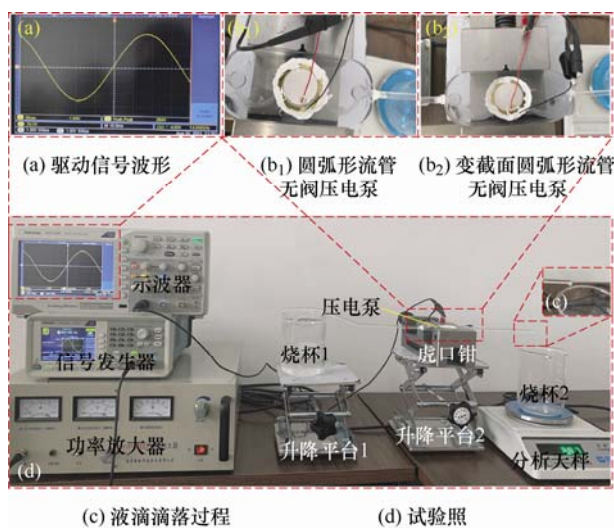 (a)
(b₁)
(b₂)
(a) 驱动信号波形
(b₁) 圆弧形流管
无阀压电泵
(b₂) 变截面圆弧形流管
无阀压电泵
示波器
信号发生器
功率放大器
(d)
压电泵
烧杯1
虎口钳
(c)
烧杯2
升降平台1
升降平台2
分析天秤
(c) 液滴滴落过程
(d) 试验照